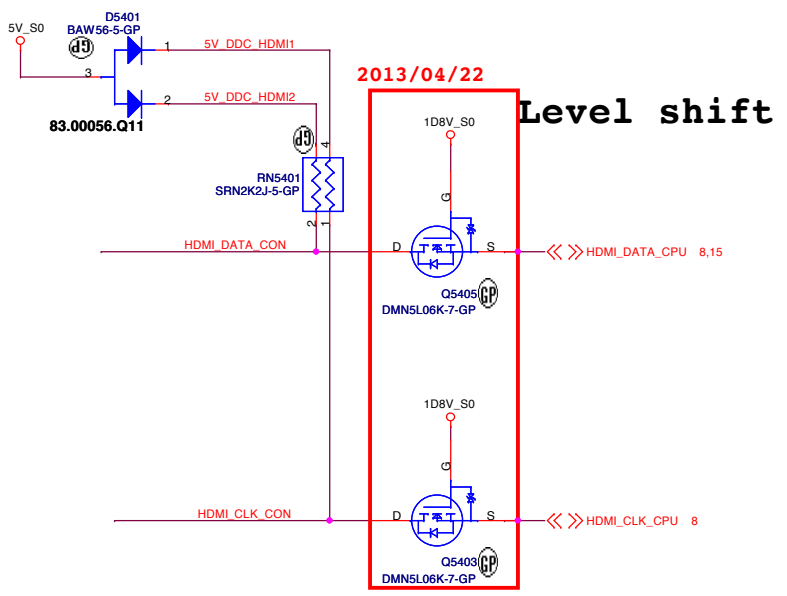 D5401
BAW56-5-GP
5V_S0
GP
3
1
5V_DDC_HDMI1
2
5V_DDC_HDMI2
83.00056.Q11
2013/04/22
Level shift
1D8V_S0
GP
4
RN5401
SRN2K2J-5-GP
2
1
G
HDMI_DATA_CON
D
S
HDMI_DATA_CPU 8,15
Q5405
GP
DMN5L06K-7-GP
1D8V_S0
G
HDMI_CLK_CON
D
S
HDMI_CLK_CPU 8
Q5403
GP
DMN5L06K-7-GP